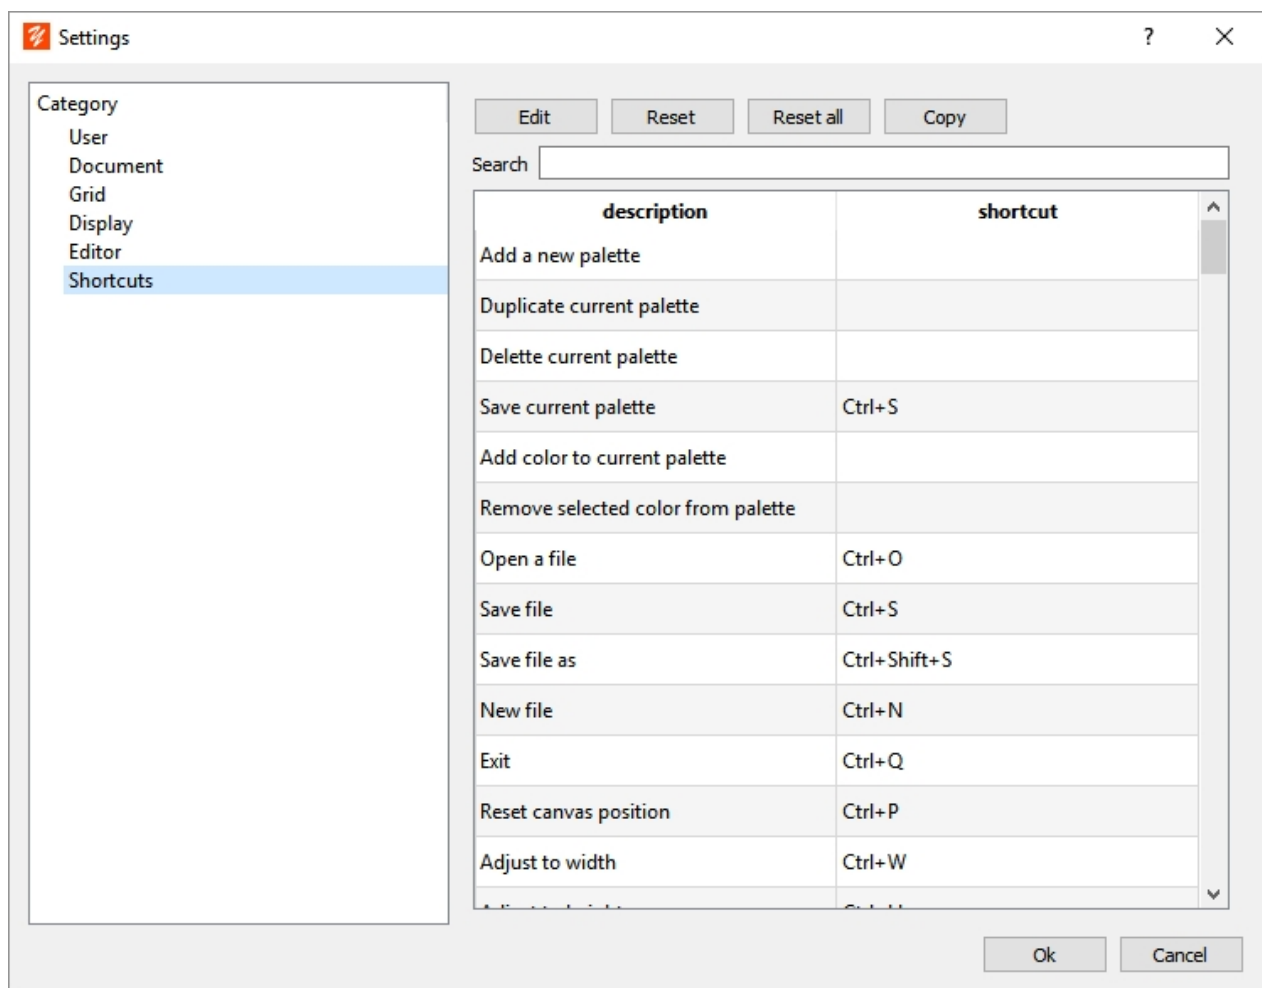 Settings
?
Category
User
Document
Grid
Display
Editor
Shortcuts
Edit Reset Reset all Copy
Search
description shortcut
Add a new palette
Duplicate current palette
Delette current palette
Save current palette Ctrl+S
Add color to current palette
Remove selected color from palette
Open a file Ctrl+O
Save file Ctrl+S
Save file as Ctrl+Shift+S
New file Ctrl+N
Exit Ctrl+Q
Reset canvas position Ctrl+P
Adjust to width Ctrl+W
Ok Cancel